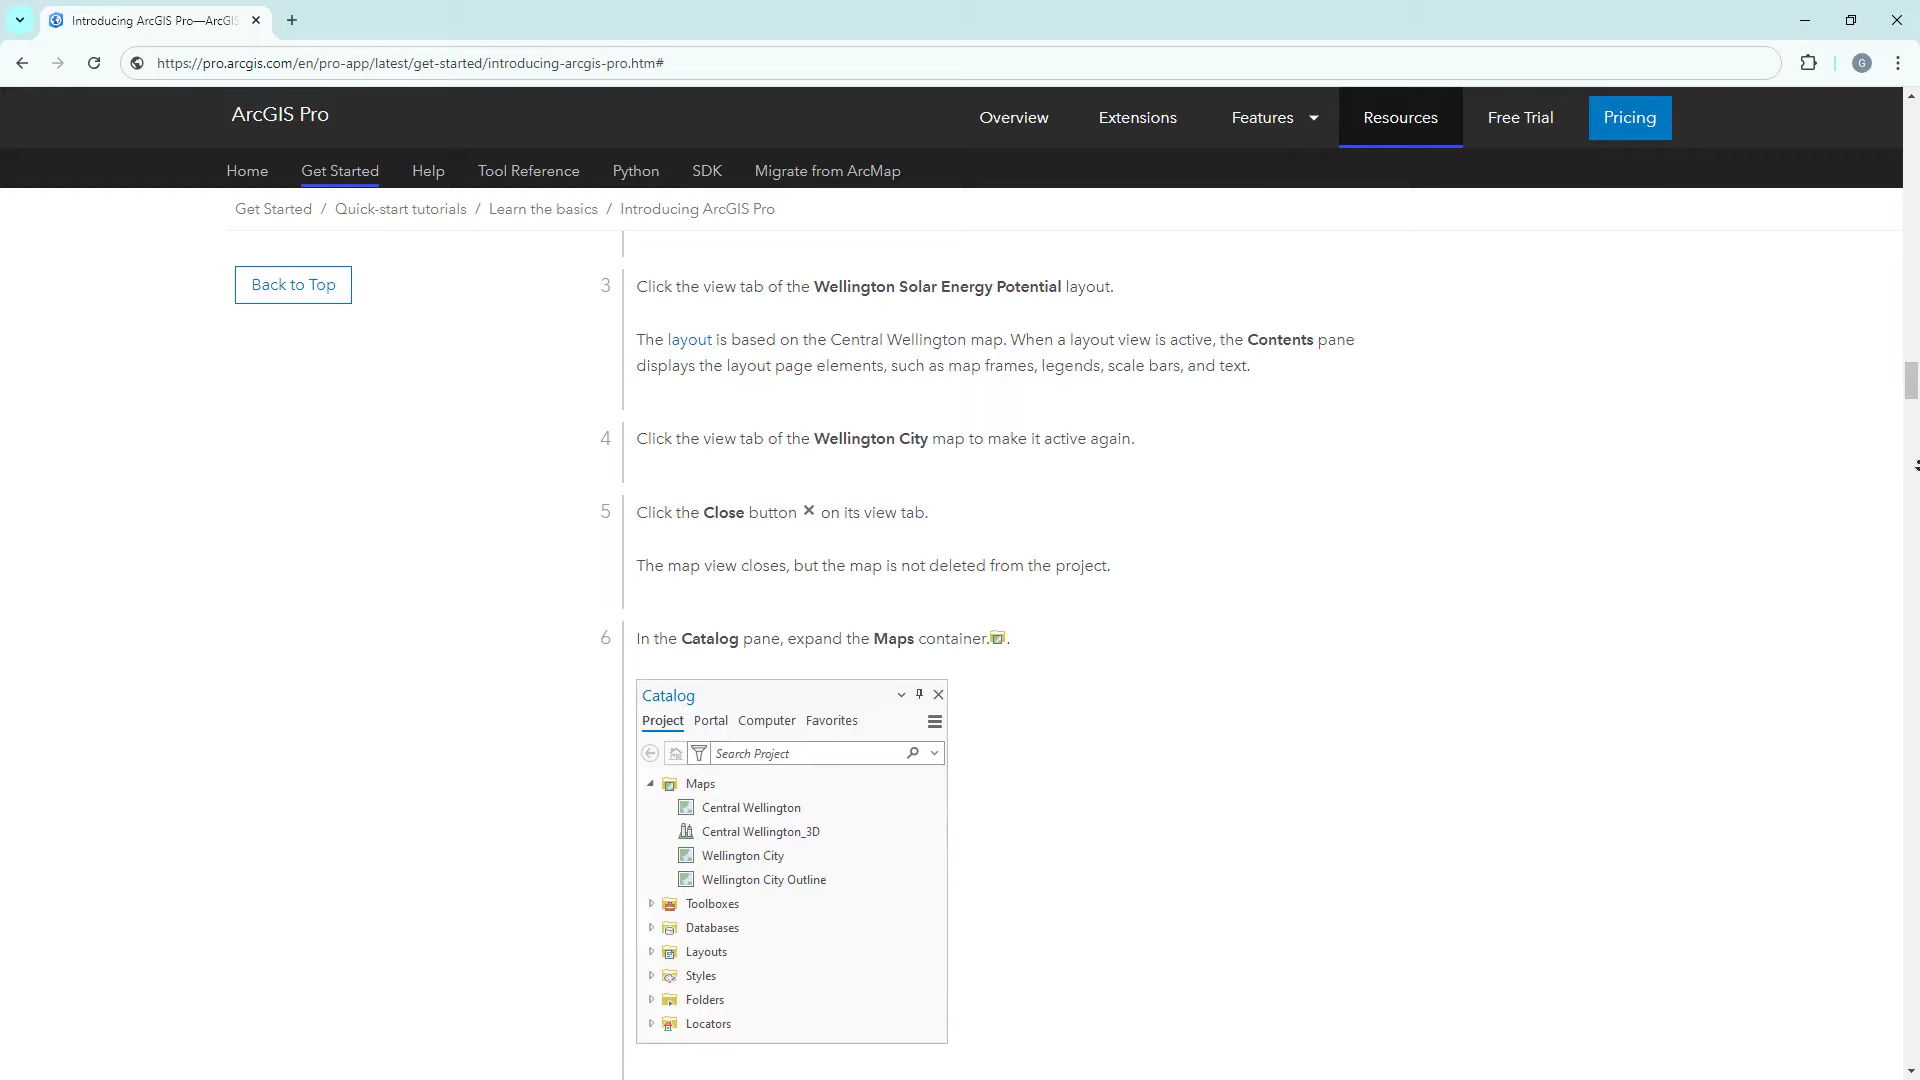 Introducing ArcGIS Pro—ArcGIS
https://pro.arcgis.com/en/pro-app/latest/get-started/introducing-arcgis-pro.htm#
G
ArcGIS Pro
Overview
Extensions
Features
Resources
Free Trial
Pricing
Home
Get Started
Help
Tool Reference
Python
SDK
Migrate from ArcMap
Get Started / Quick-start tutorials / Learn the basics / Introducing ArcGIS Pro
Back to Top
3 Click the view tab of the Wellington Solar Energy Potential layout.
The layout is based on the Central Wellington map. When a layout view is active, the Contents pane
displays the layout page elements, such as map frames, legends, scale bars, and text.
4 Click the view tab of the Wellington City map to make it active again.
5 Click the Close button on its view tab.
The map view closes, but the map is not deleted from the project.
6 In the Catalog pane, expand the Maps container. .
Catalog
Project Portal Computer Favorites
Search Project
Maps
Central Wellington
Central Wellington_3D
Wellington City
Wellington City Outline
Toolboxes
Databases
Layouts
Styles
Folders
Locators